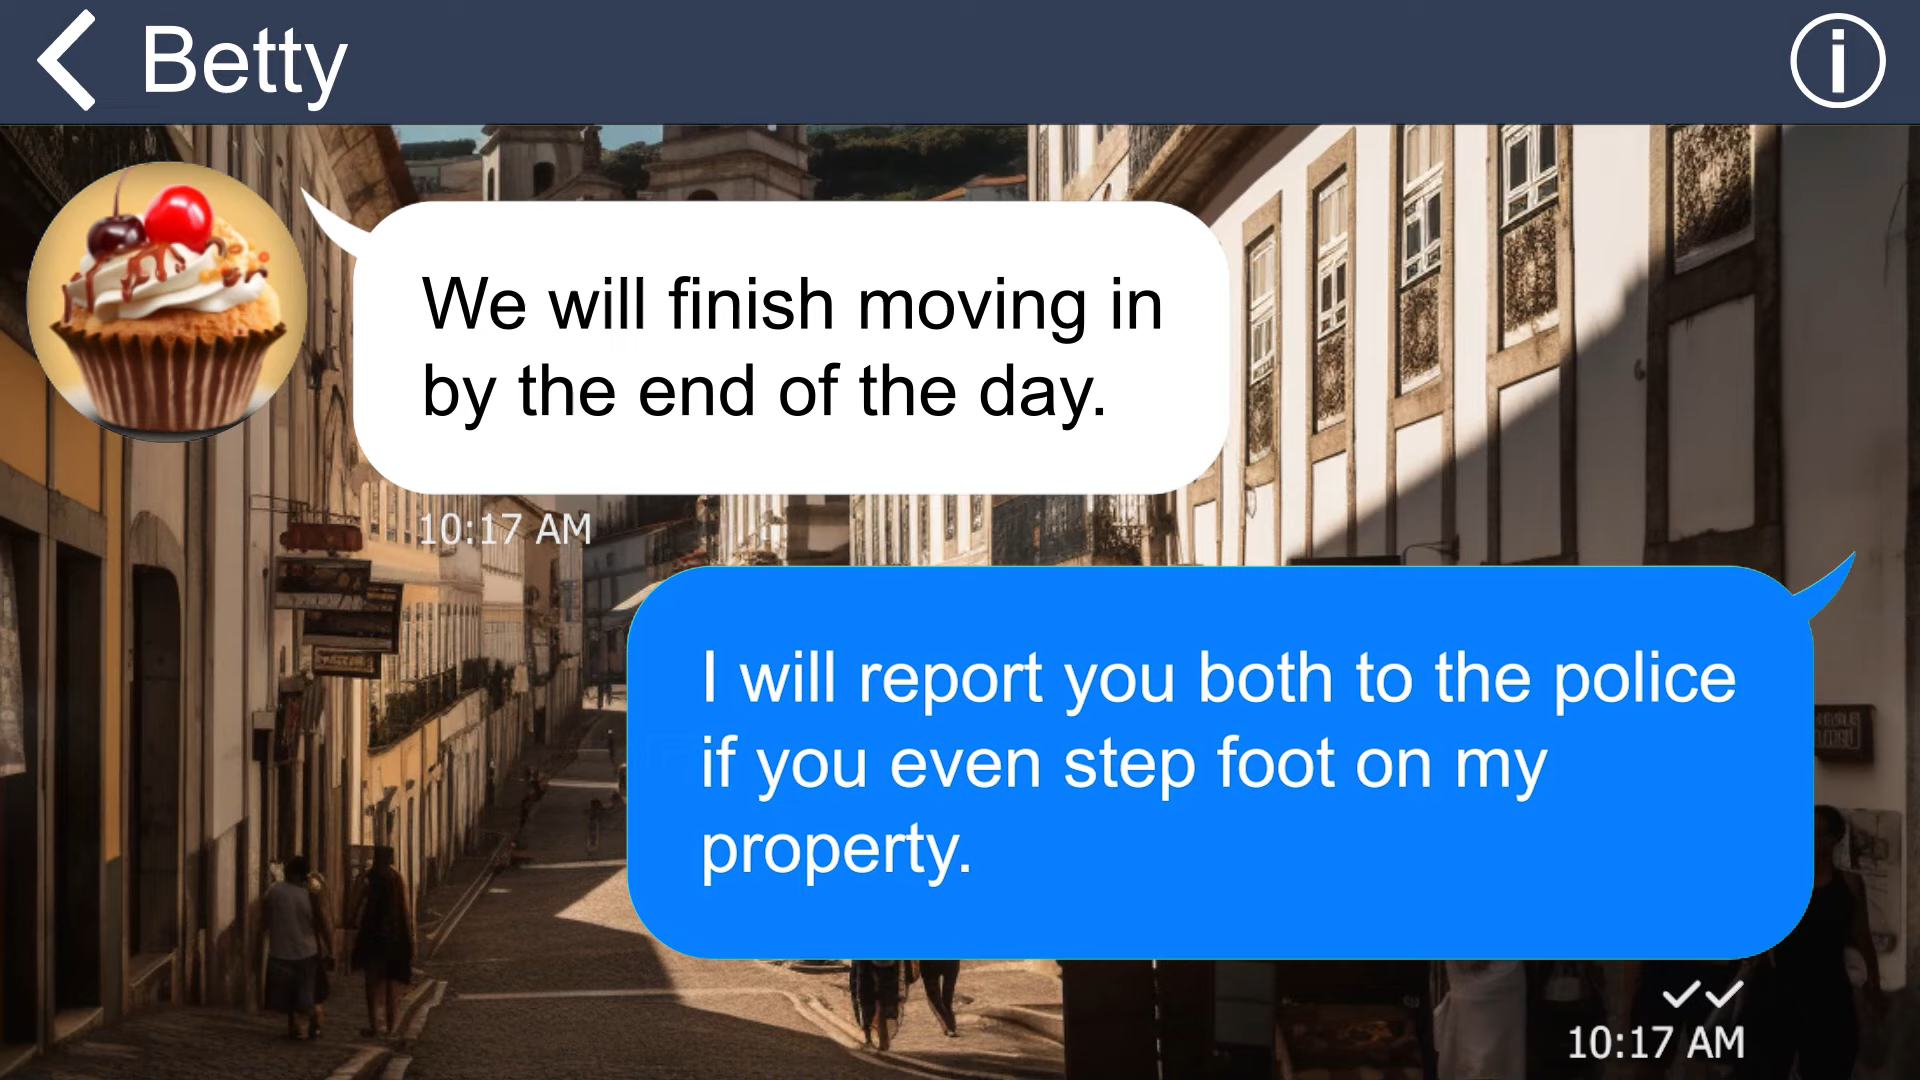 Betty
We will finish moving in
by the end of the day.
10:17 AM
I will report you both to the police
if you even step foot on my
property.
10:17 AM